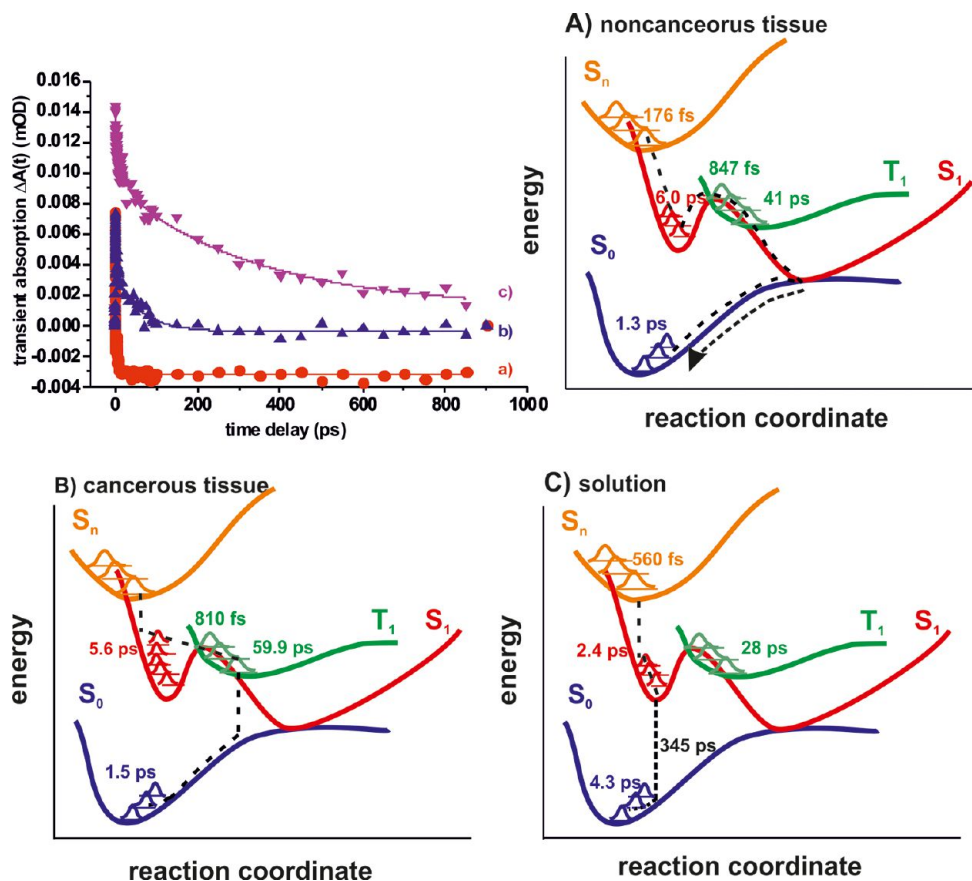 transient absorption ΔA(t) (mOD)
0.016
0.014
0.012
0.010
0.008
0.006
0.004
0.002
0.000
-0.002
-0.004
c)
b)
a)
0 200 400 600 800 1000
time delay (ps)
A) noncanceorus tissue
energy
Sn
176 fs
847 fs
T1
S1
6.0 ps
41 ps
S0
1.3 ps
reaction coordinate
B) cancerous tissue
energy
Sn
810 fs
T1
S1
5.6 ps
59.9 ps
S0
1.5 ps
reaction coordinate
C) solution
energy
Sn
560 fs
T1
S1
2.4 ps
28 ps
S0
345 ps
4.3 ps
reaction coordinate